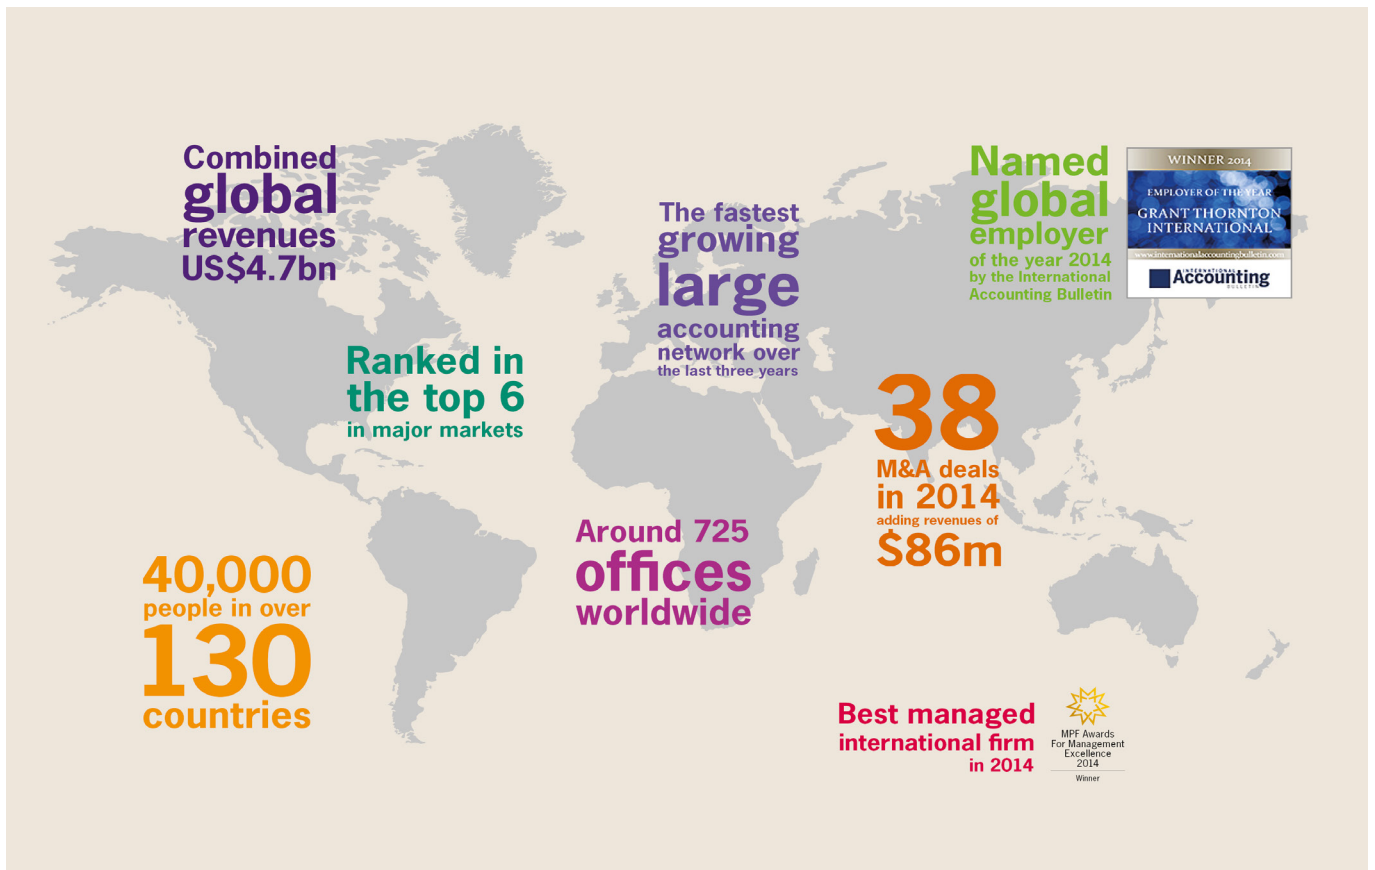 Combined
global
revenues
US$4.7bn
Ranked in
the top 6
in major markets
40,000
people in over
130
countries
The fastest
growing
large
accounting
network over
the last three years
Around 725
offices
worldwide
Named
global
employer
of the year 2014
by the International
Accounting Bulletin
WINNER 2014
EMPLOYER OF THE YEAR
GRANT THORNTON
INTERNATIONAL
www.internationalaccountingbulletin.com
INTERNATIONAL
Accounting
BULLETIN
38
M&A deals
in 2014
adding revenues of
$86m
Best managed
international firm
in 2014
MPF Awards
For Management
Excellence
2014
Winner